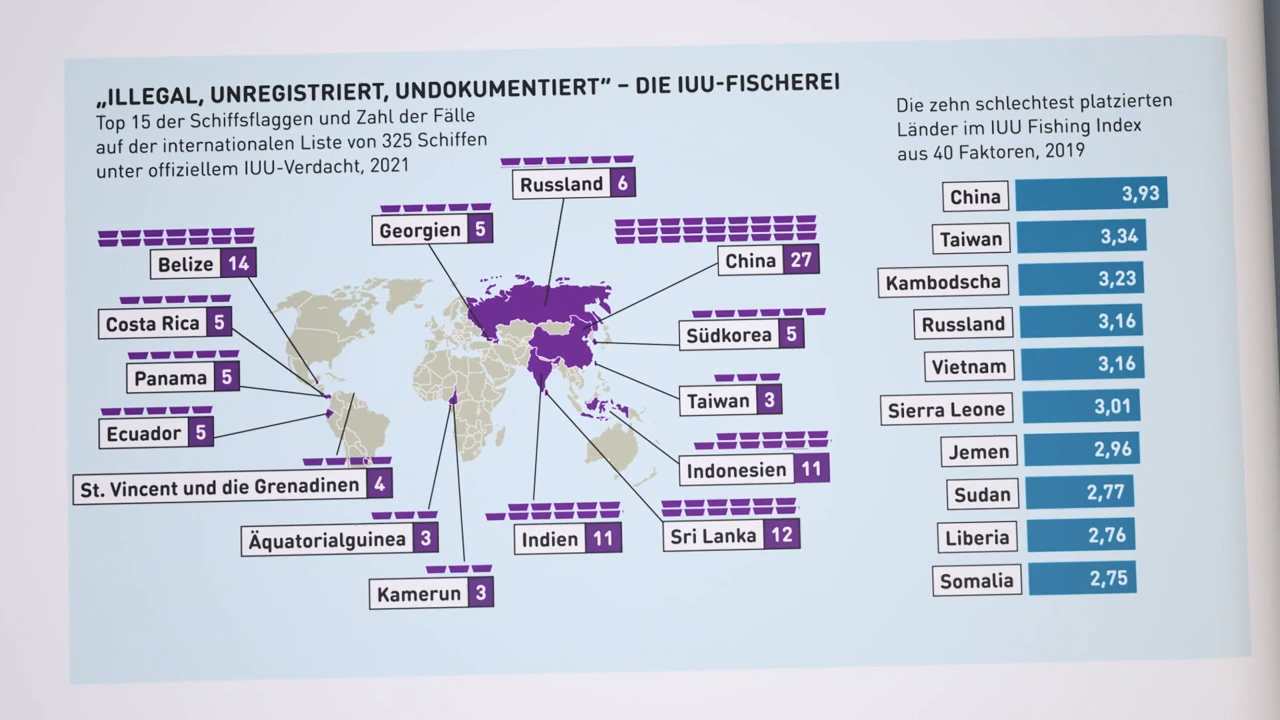 „ILLEGAL, UNREGISTRIERT, UNDOKUMENTIERT“ – DIE IUU-FISCHEREI
Top 15 der Schiffsflaggen und Zahl der Fälle
auf der internationalen Liste von 325 Schiffen
unter offiziellem IUU-Verdacht, 2021
Russland 6
Georgien 5
Belize 14
China 27
Costa Rica 5
Südkorea 5
Panama 5
Taiwan 3
Ecuador 5
Indonesien 11
St. Vincent und die Grenadinen 4
Äquatorialguinea 3
Indien 11
Sri Lanka 12
Kamerun 3
Die zehn schlechtest platzierten
Länder im IUU Fishing Index
aus 40 Faktoren, 2019
China 3,93
Taiwan 3,34
Kambodscha 3,23
Russland 3,16
Vietnam 3,16
Sierra Leone 3,01
Jemen 2,96
Sudan 2,77
Liberia 2,76
Somalia 2,75